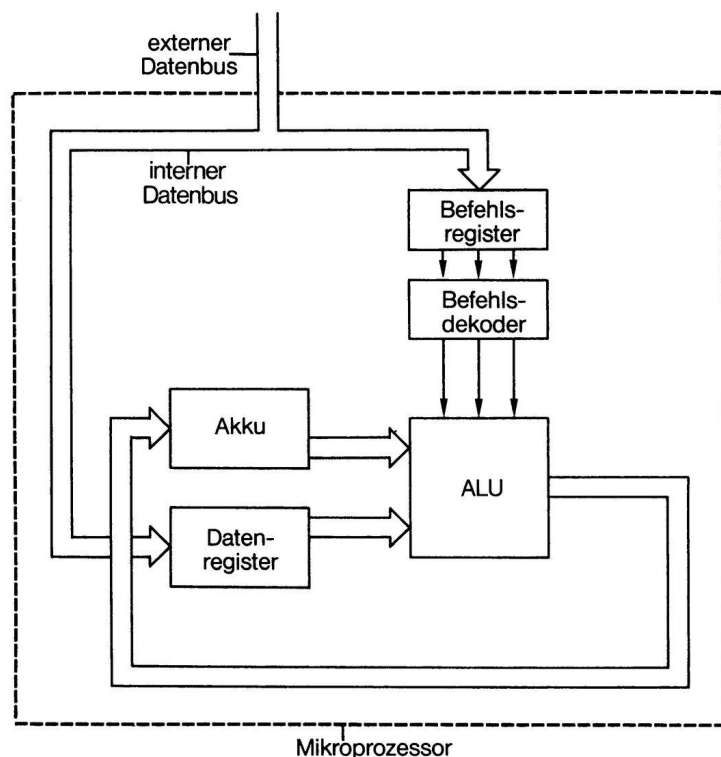 externer
Datenbus
interner
Datenbus
Befehls-
register
Befehls-
dekoder
Akku
ALU
Daten-
register
Mikroprozessor